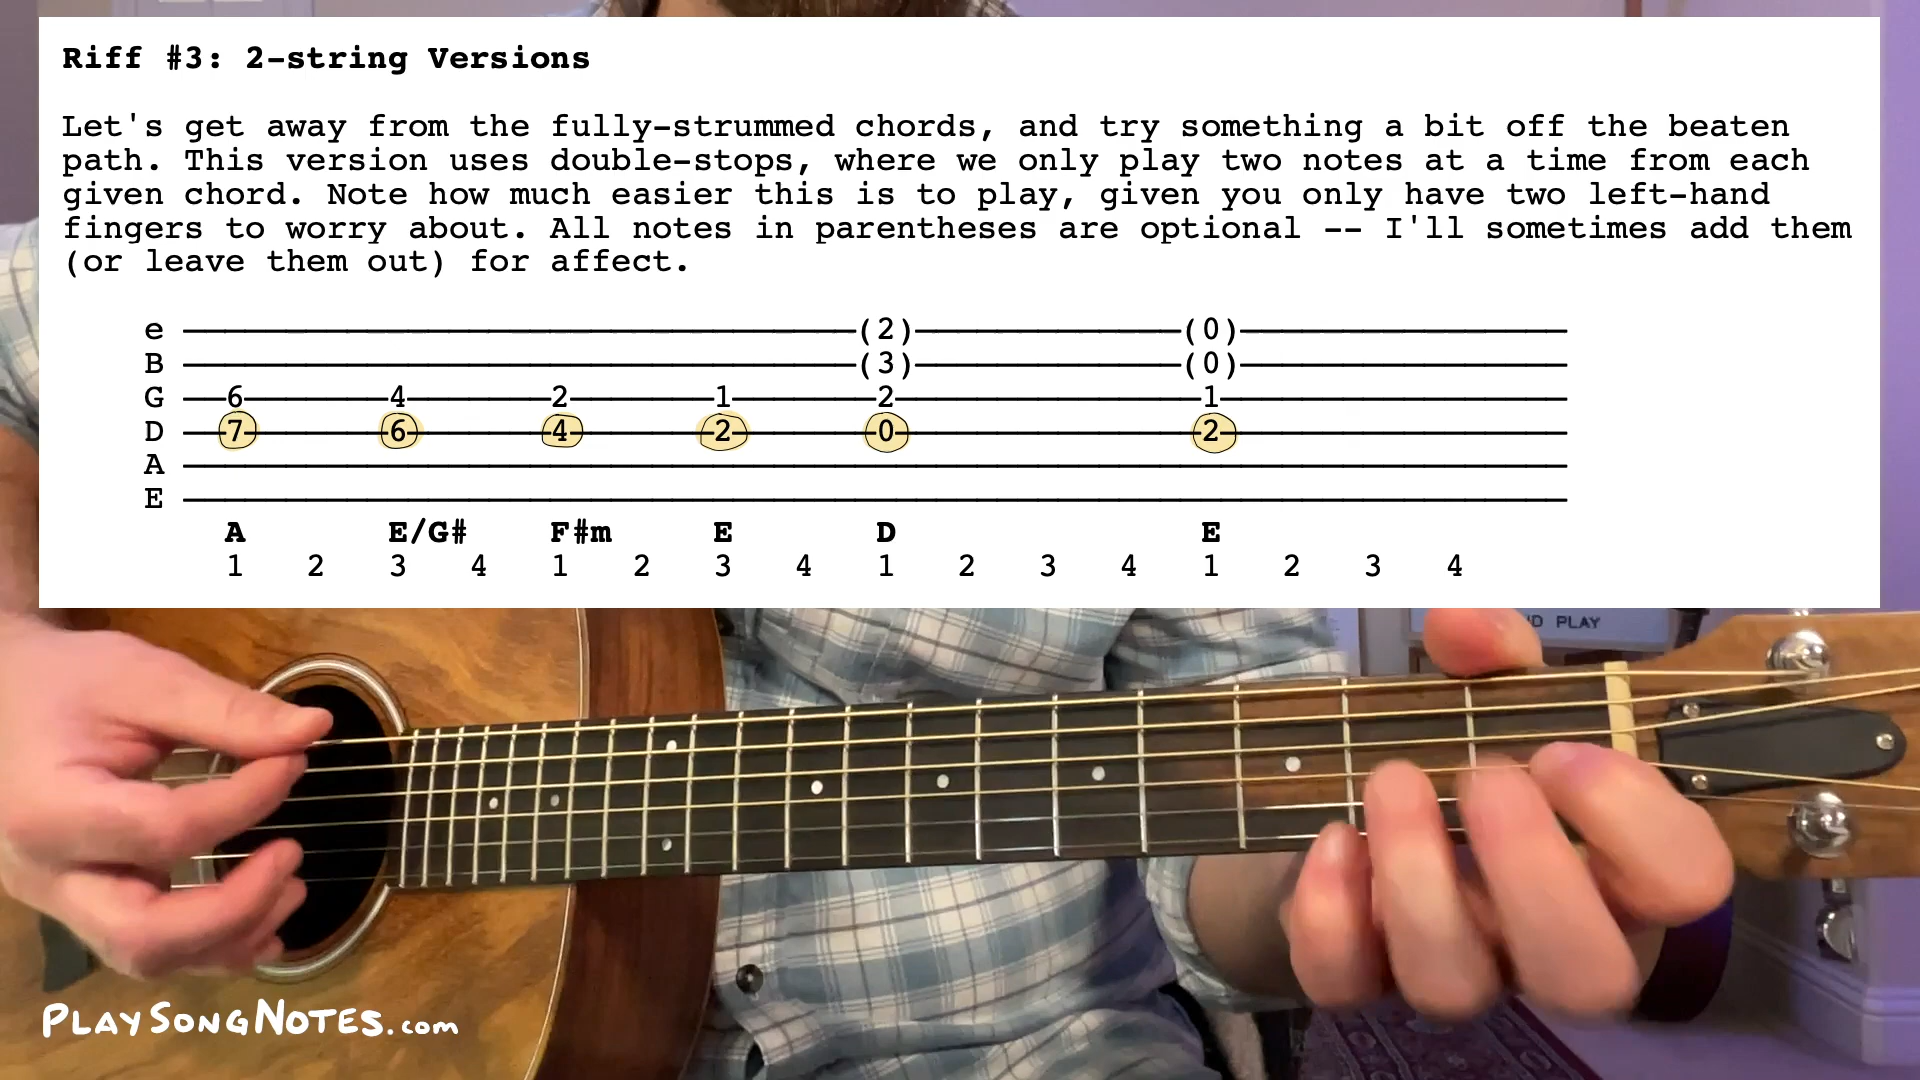 Riff #3: 2-string Versions
Let's get away from the fully-strummed chords, and try something a bit off the beaten
path. This version uses double-stops, where we only play two notes at a time from each
given chord. Note how much easier this is to play, given you only have two left-hand
fingers to worry about. All notes in parentheses are optional -- I'll sometimes add them
(or leave them out) for affect.
e (2) (0)
B (3) (0)
G 6 4 2 1 2 1
D 7 6 4 2 0 2
A
E
A E/G# F#m E D E
1 2 3 4 1 2 3 4 1 2 3 4 1 2 3 4
PLAY
PLAYSONGNOTES.com